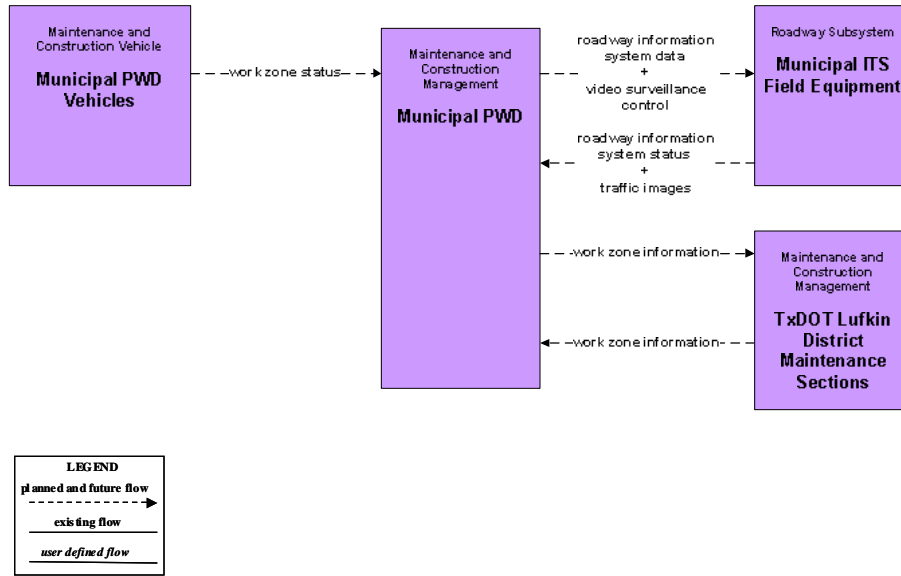 Maintenance and
Construction Vehicle
Municipal PWD
Vehicles
work zone status
Maintenance and
Construction
Management
Municipal PWD
roadway information
system data
+
video surveillance
control
roadway information
system status
+
traffic images
work zone information
work zone information
Roadway Subsystem
Municipal ITS
Field Equipment
Maintenance and
Construction
Management
TxDOT Lufkin
District
Maintenance
Sections
LEGEND
planned and future flow
existing flow
user defined flow